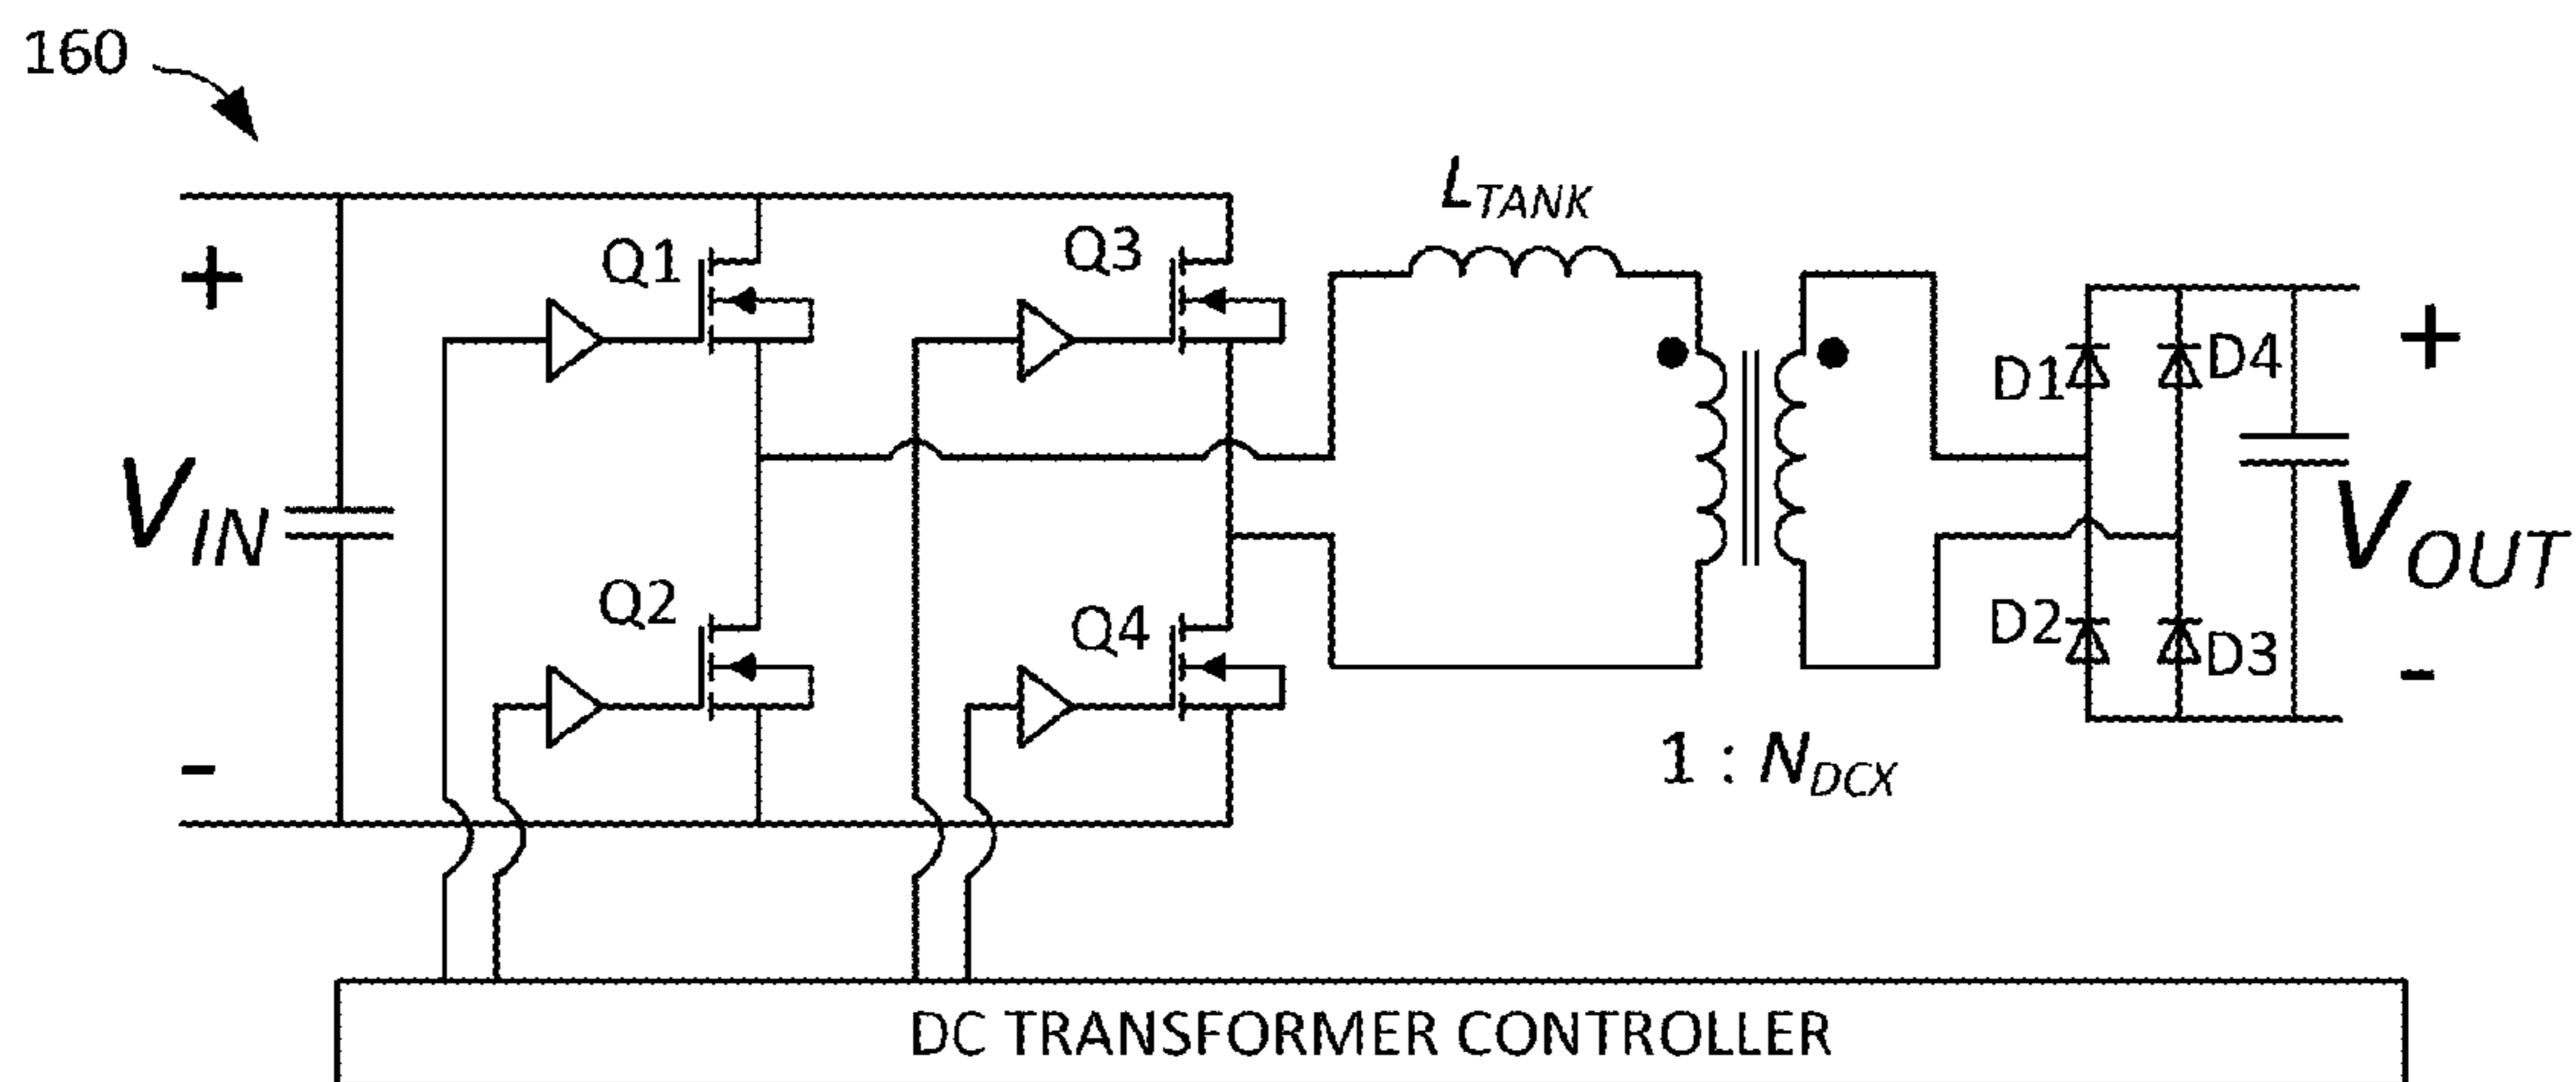 160
L_TANK
Q1
Q3
+
+
D1
D4
V_IN
V_OUT
Q2
Q4
D2
D3
-
-
1 : N_DCX
DC TRANSFORMER CONTROLLER